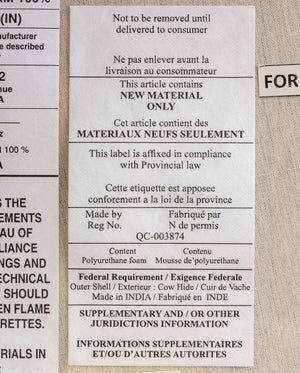 Not to be removed until
delivered to consumer
Ne pas enlever avant la
livraison au consommateur
This article contains
NEW MATERIAL
ONLY
Cet article contient des
MATERIAUX NEUFS SEULEMENT
This label is affixed in compliance
with Provincial law
Cette etiquette est apposee
conforement a la loi de la province
Made by Fabriqué par
Reg No. N de permis
QC-003874
Content Contenu
Polyurethane foam Mousse de'polyurethane
Federal Requirement / Exigence Federale
Outer Shell / Exterieur : Cow Hide / Cuir de Vache
Made in INDIA / Fabriqué en INDE
SUPPLEMENTARY AND / OR OTHER
JURIDICTIONS INFORMATION
INFORMATIONS SUPPLEMENTAIRES
ET/OU D'AUTRES AUTORITES
(IN)
nufacturer
e described
2
nue
A
z
l 100 %
A
S THE
EMENTS
AU OF
LIANCE
NGS AND
ECHNICAL
SHOULD
EN FLAME
RETTES.
ERIALS IN
FOR